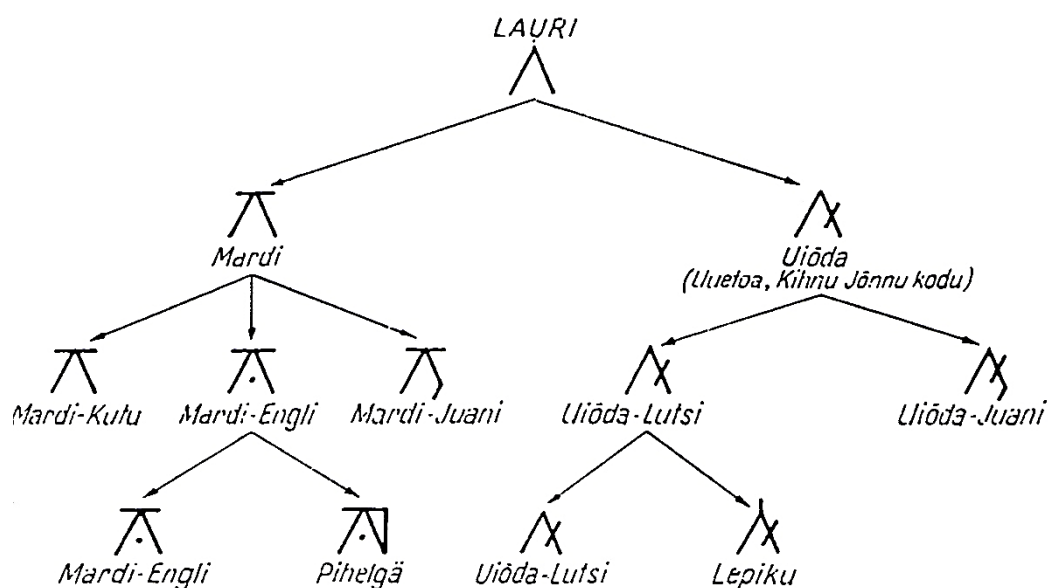 LAURI
Mardi
Uiõda
(Uuetoa, Kihnu Jõnnu kodu)
Mardi-Kutu Mardi-Engli Mardi-Juani Uiõda-Lutsi Uiõda-Juani
Mardi-Engli Pihelgä Uiõda-Lutsi Lepiku